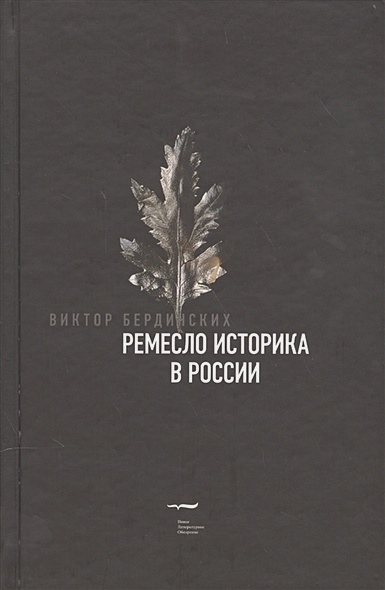 ВИКТОР БЕРДИНСКИХ
РЕМЕСЛО ИСТОРИКА
В РОССИИ
Новое
Литературное
Обозрение